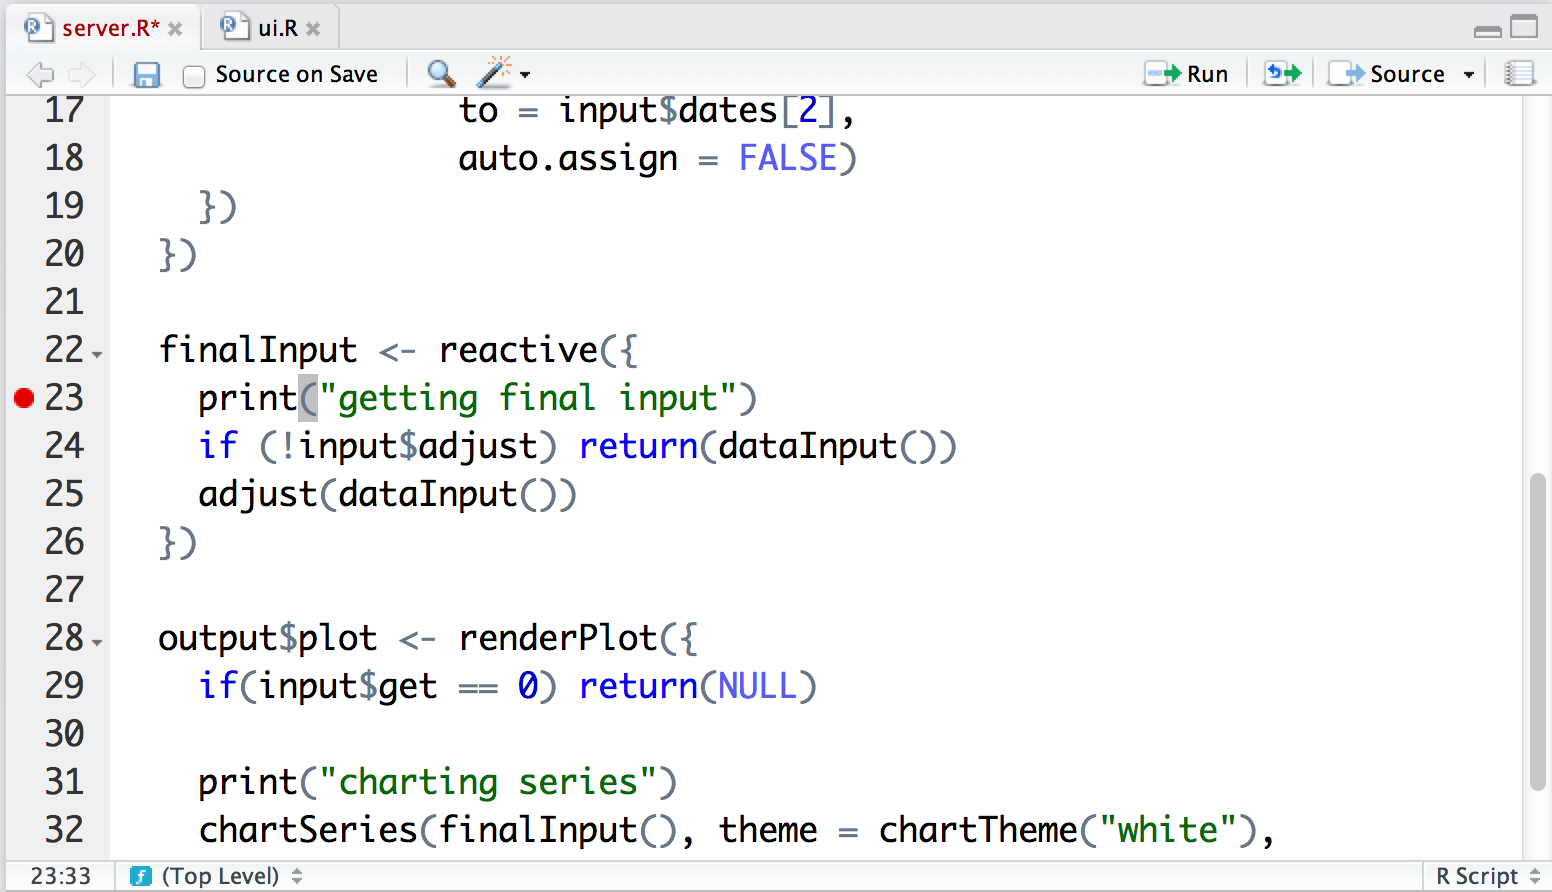 server.R* ui.R
Source on Save Run Source
17 to = input$dates[2],
18 auto.assign = FALSE)
19 })
20 })
21
22 finalInput <- reactive({
23 print("getting final input")
24 if (!input$adjust) return(dataInput())
25 adjust(dataInput())
26 })
27
28 output$plot <- renderPlot({
29 if(input$get == 0) return(NULL)
30
31 print("charting series")
32 chartSeries(finalInput(), theme = chartTheme("white"),
23:33 (Top Level) R Script